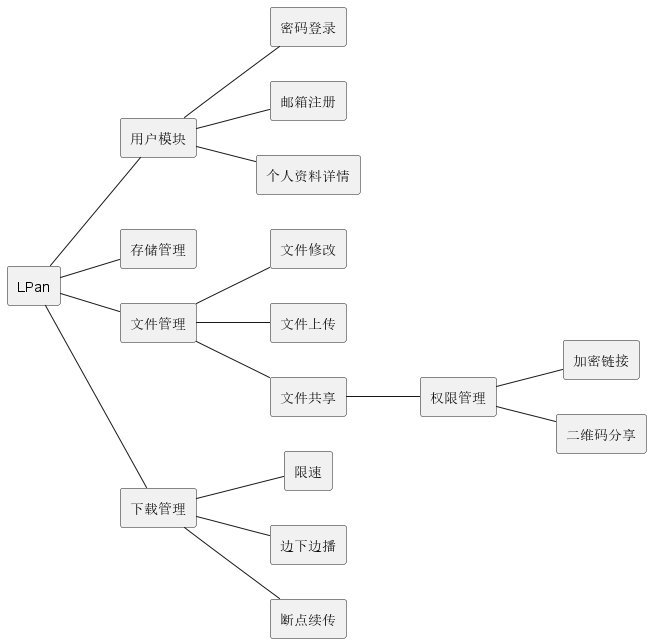 LPan
用户模块
密码登录
邮箱注册
个人资料详情
存储管理
文件管理
文件修改
文件上传
文件共享
权限管理
加密链接
二维码分享
下载管理
限速
边下边播
断点续传